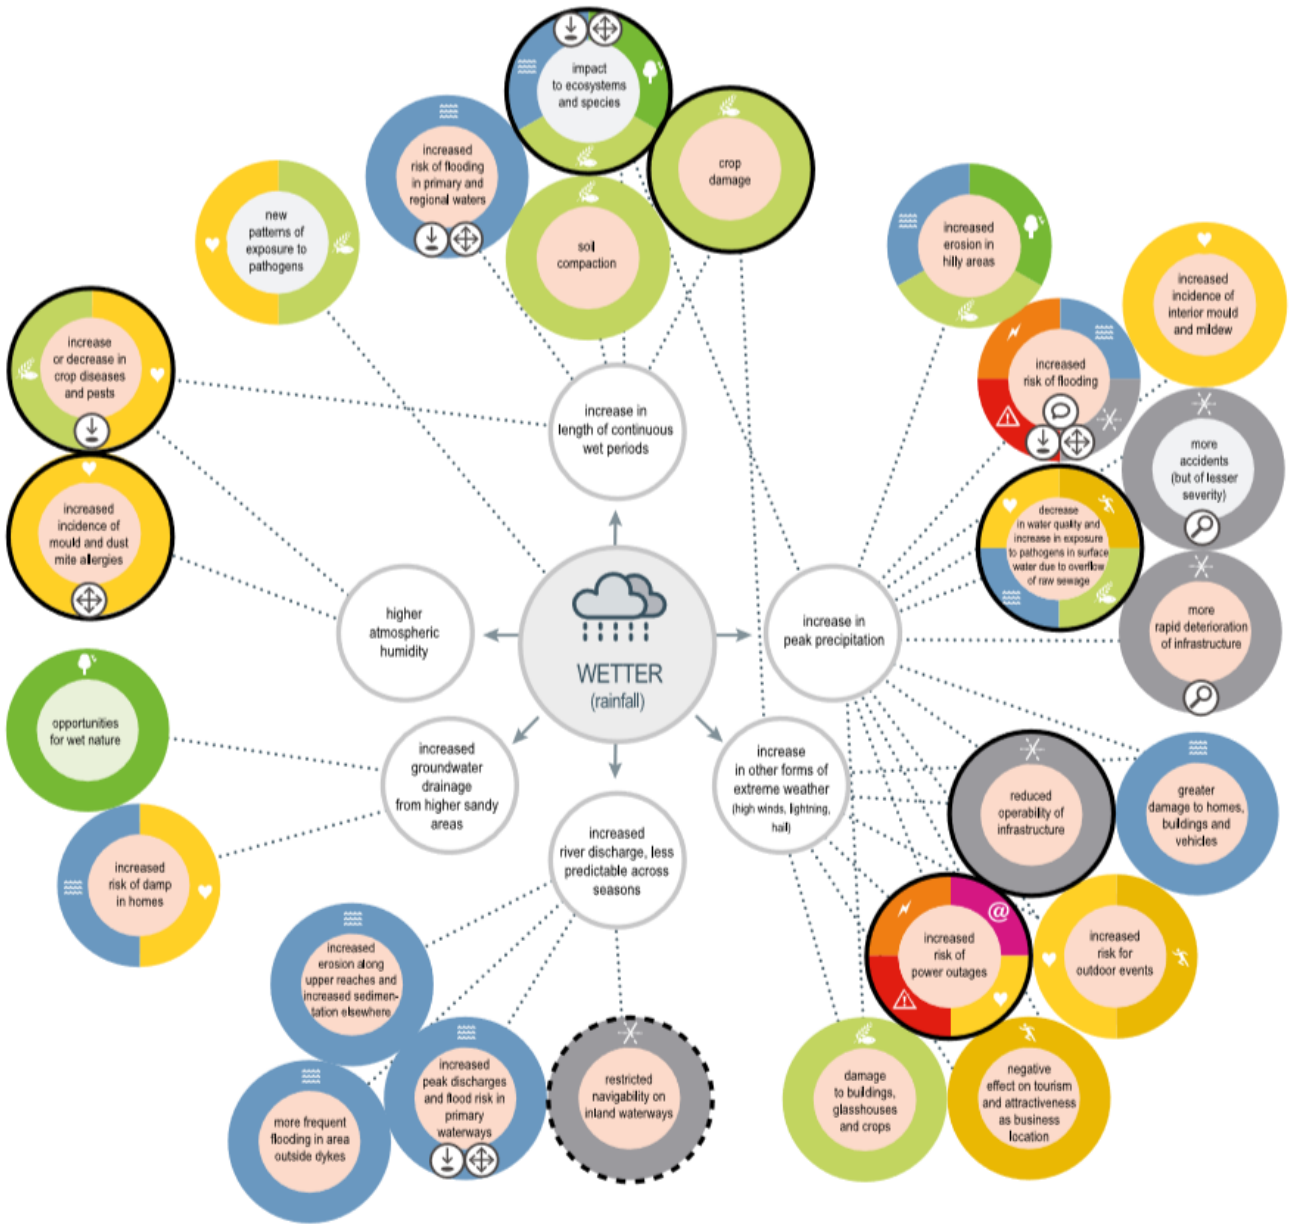 impact
to ecosystems
and species
increased
risk of flooding
in primary and
regional waters
crop
damage
soil
compaction
new
patterns of
exposure to
pathogens
increase
or decrease in
crop diseases
and pests
increased
incidence of
mould and dust
mite allergies
increase in
length of continuous
wet periods
higher
atmospheric
humidity
WETTER
(rainfall)
increase in
peak precipitation
increased
erosion in
hilly areas
increased
incidence of
interior mould
and mildew
increased
risk of flooding
more
accidents
(but of lesser
severity)
decrease
in water quality and
increase in exposure
to pathogens in surface
water due to overflow
of raw sewage
more
rapid deterioration
of infrastructure
opportunities
for wet nature
increased
groundwater
drainage
from higher sandy
areas
increase
in other forms of
extreme weather
(high winds, lightning,
hail)
increased
river discharge, less
predictable across
seasons
increased
risk of damp
in homes
reduced
operability of
infrastructure
greater
damage to homes,
buildings and
vehicles
increased
erosion along
upper reaches and
increased sedimen-
tation elsewhere
@
increased
risk of
power outages
increased
risk for
outdoor events
increased
peak discharges
and flood risk in
primary
waterways
more frequent
flooding in area
outside dykes
restricted
navigability on
inland waterways
damage
to buildings,
glasshouses
and crops
negative
effect on tourism
and attractiveness
as business
location